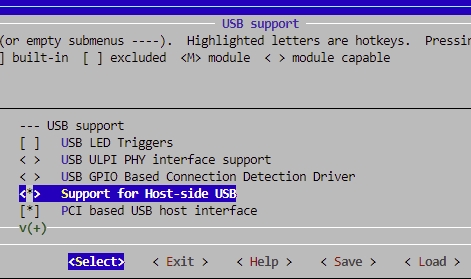 USB support
(or empty submenus ----).  Highlighted letters are hotkeys.  Pressin
] built-in  [ ] excluded  <M> module  < > module capable
--- USB support
[ ]   USB LED Triggers
< >   USB ULPI PHY interface support
< >   USB GPIO Based Connection Detection Driver
<*>   Support for Host-side USB
[*]   PCI based USB host interface
v(+)
<Select>    < Exit >    < Help >    < Save >    < Load >